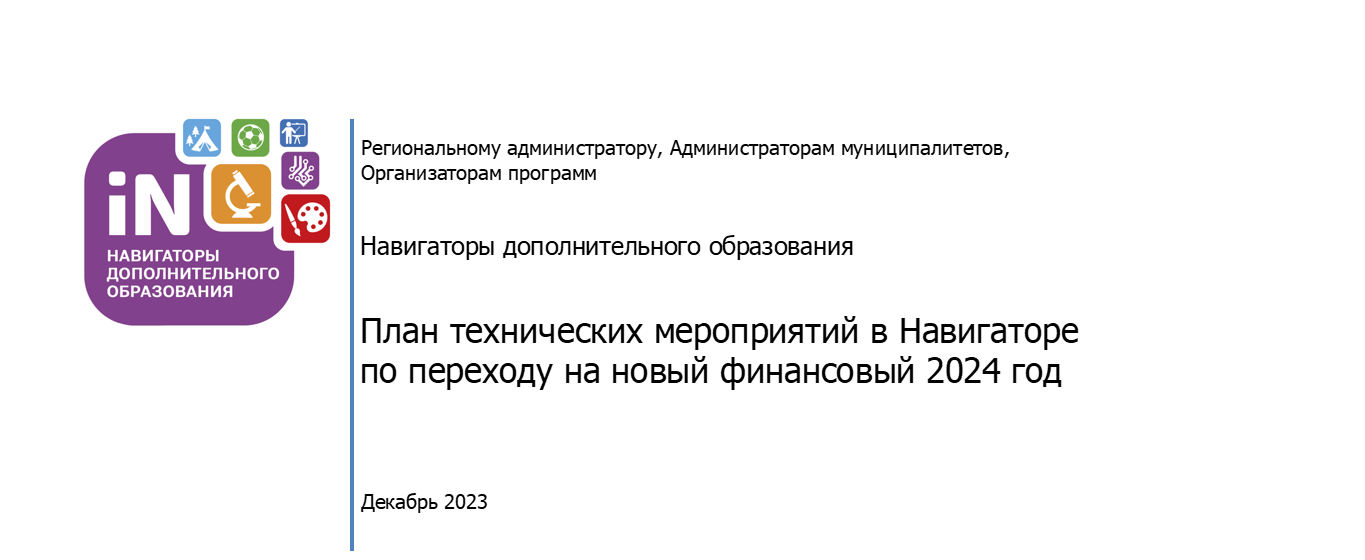 iN
НАВИГАТОРЫ
ДОПОЛНИТЕЛЬНОГО
ОБРАЗОВАНИЯ
Региональному администратору, Администраторам муниципалитетов,
Организаторам программ
Навигаторы дополнительного образования
План технических мероприятий в Навигаторе
по переходу на новый финансовый 2024 год
Декабрь 2023